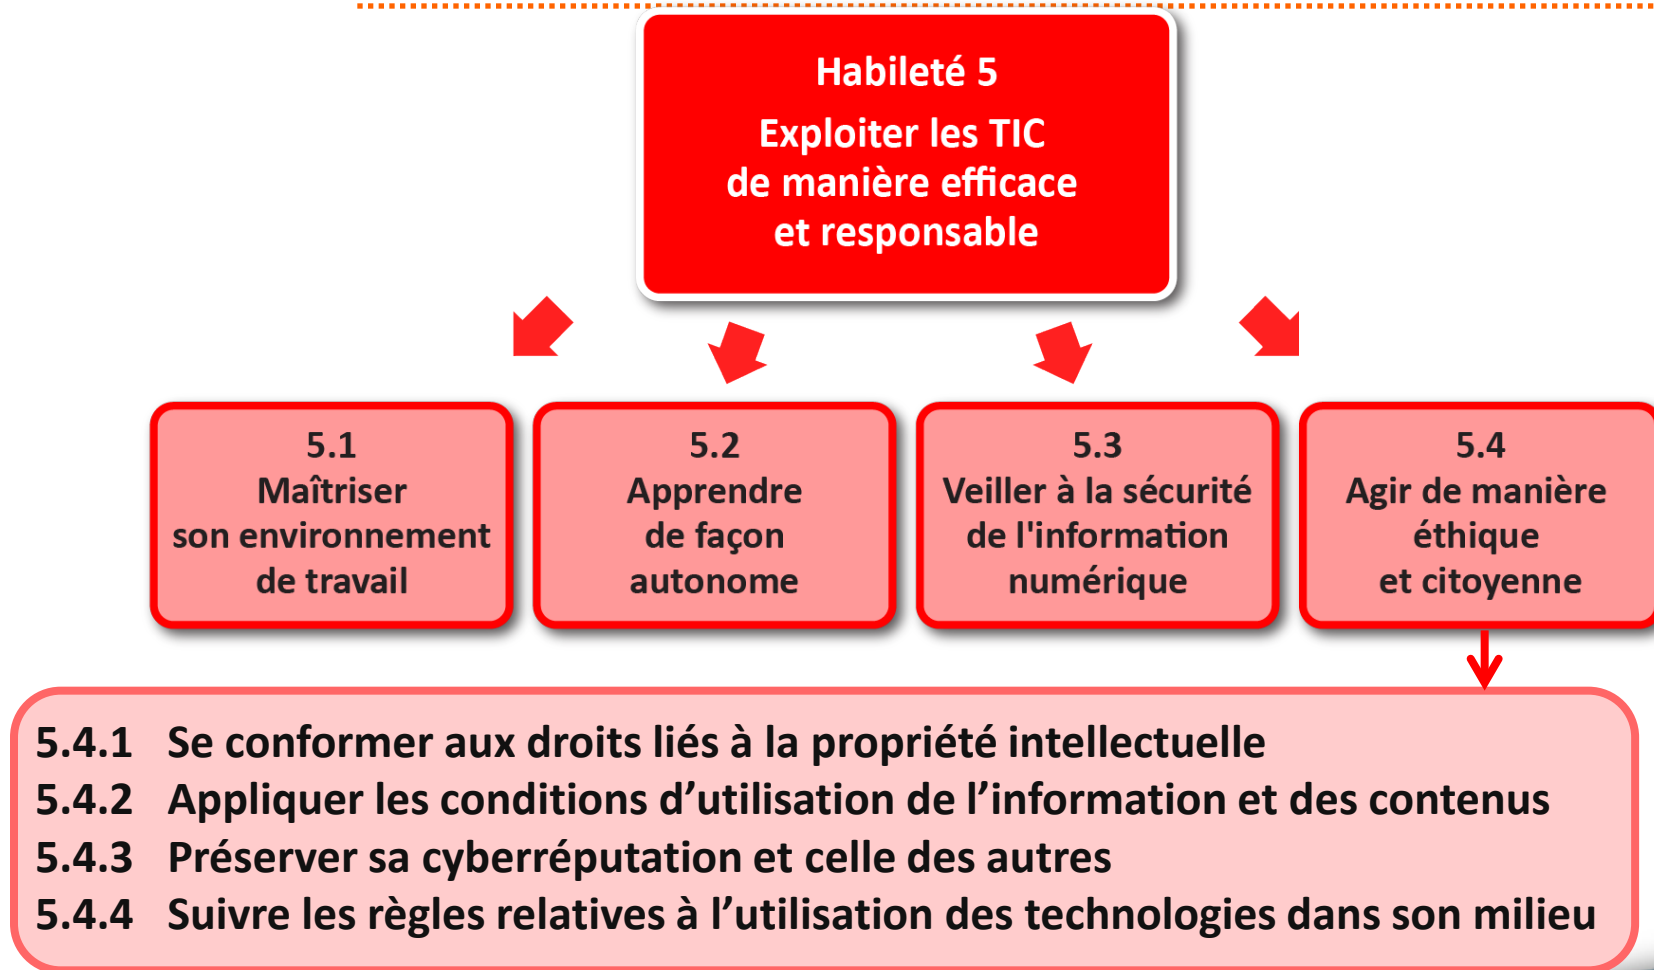 Habileté 5
Exploiter les TIC
de manière efficace
et responsable
5.1
Maîtriser
son environnement
de travail
5.2
Apprendre
de façon
autonome
5.3
Veiller à la sécurité
de l'information
numérique
5.4
Agir de manière
éthique
et citoyenne
5.4.1 Se conformer aux droits liés à la propriété intellectuelle
5.4.2 Appliquer les conditions d’utilisation de l’information et des contenus
5.4.3 Préserver sa cyberréputation et celle des autres
5.4.4 Suivre les règles relatives à l’utilisation des technologies dans son milieu